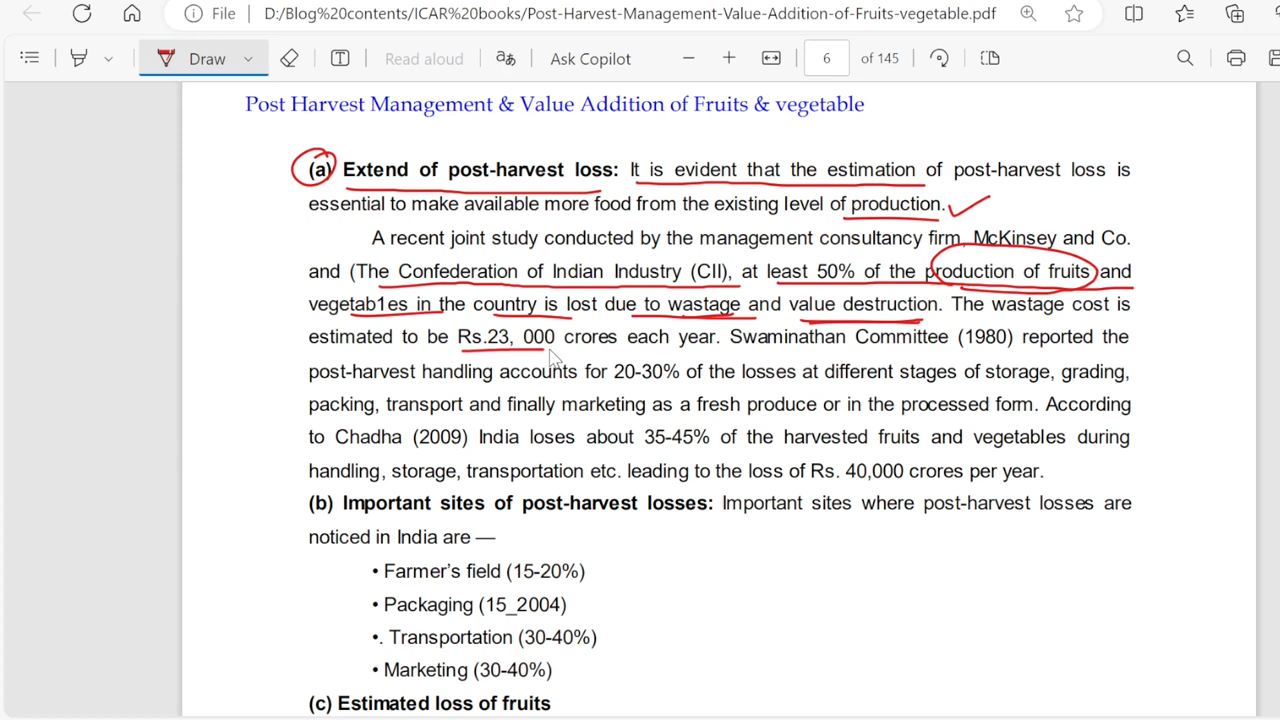 File D:/Blog%20contents/ICAR%20books/Post-Harvest-Management-Value-Addition-of-Fruits-vegetable.pdf
Draw Read aloud aあ Ask Copilot 6 of 145
Post Harvest Management & Value Addition of Fruits & vegetable
(a) Extend of post-harvest loss: It is evident that the estimation of post-harvest loss is
essential to make available more food from the existing level of production.
A recent joint study conducted by the management consultancy firm, McKinsey and Co.
and (The Confederation of Indian Industry (CII), at least 50% of the production of fruits and
vegetab1es in the country is lost due to wastage and value destruction. The wastage cost is
estimated to be Rs.23, 000 crores each year. Swaminathan Committee (1980) reported the
post-harvest handling accounts for 20-30% of the losses at different stages of storage, grading,
packing, transport and finally marketing as a fresh produce or in the processed form. According
to Chadha (2009) India loses about 35-45% of the harvested fruits and vegetables during
handling, storage, transportation etc. leading to the loss of Rs. 40,000 crores per year.
(b) Important sites of post-harvest losses: Important sites where post-harvest losses are
noticed in India are —
• Farmer’s field (15-20%)
• Packaging (15_2004)
•. Transportation (30-40%)
• Marketing (30-40%)
(c) Estimated loss of fruits